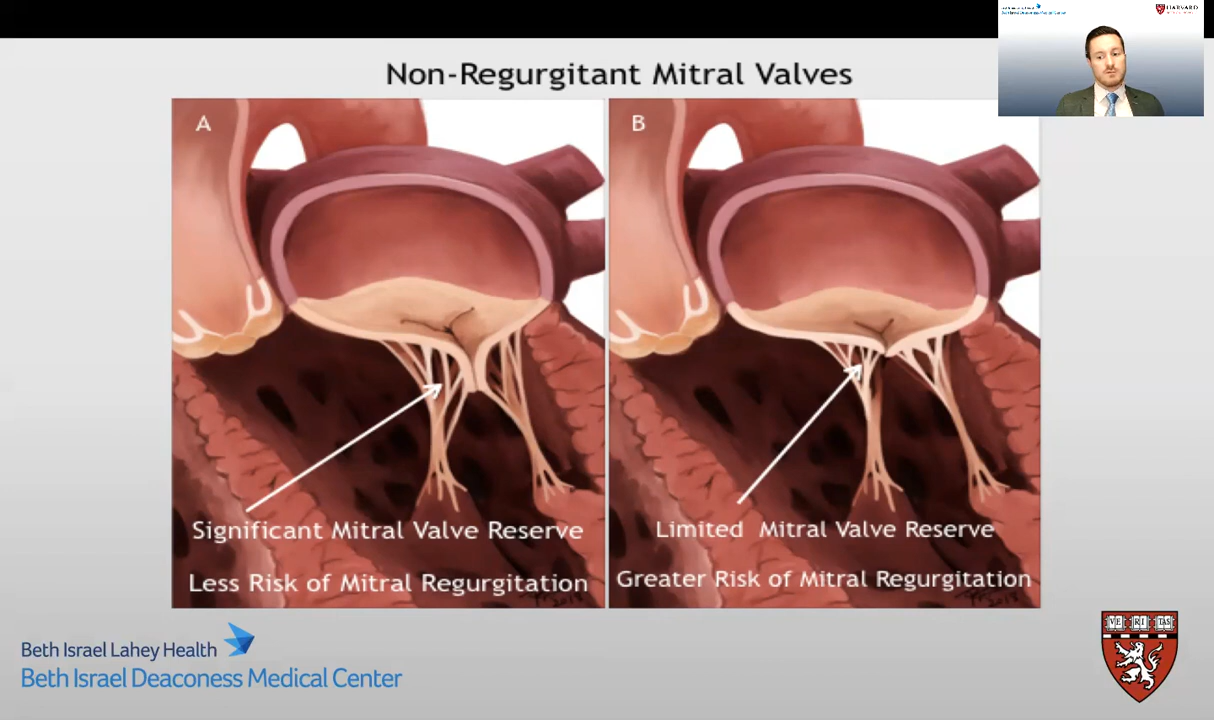 HARVARD
Non-Regurgitant Mitral Valves
A
B
Significant Mitral Valve Reserve
Less Risk of Mitral Regurgitation
Limited Mitral Valve Reserve
Greater Risk of Mitral Regurgitation
Beth Israel Lahey Health
Beth Israel Deaconess Medical Center
VE RI TAS